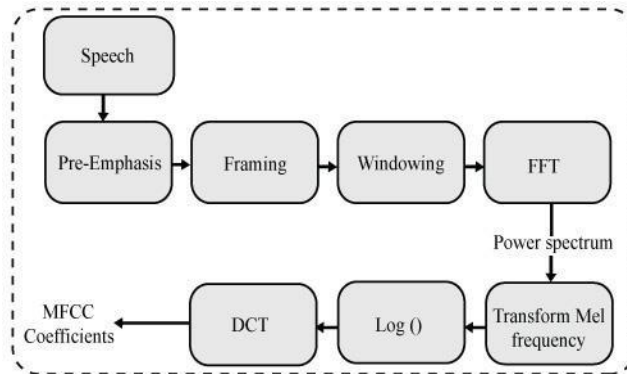 Speech
Pre-Emphasis
Framing
Windowing
FFT
Power spectrum
Transform Mel
frequency
Log ()
DCT
MFCC
Coefficients